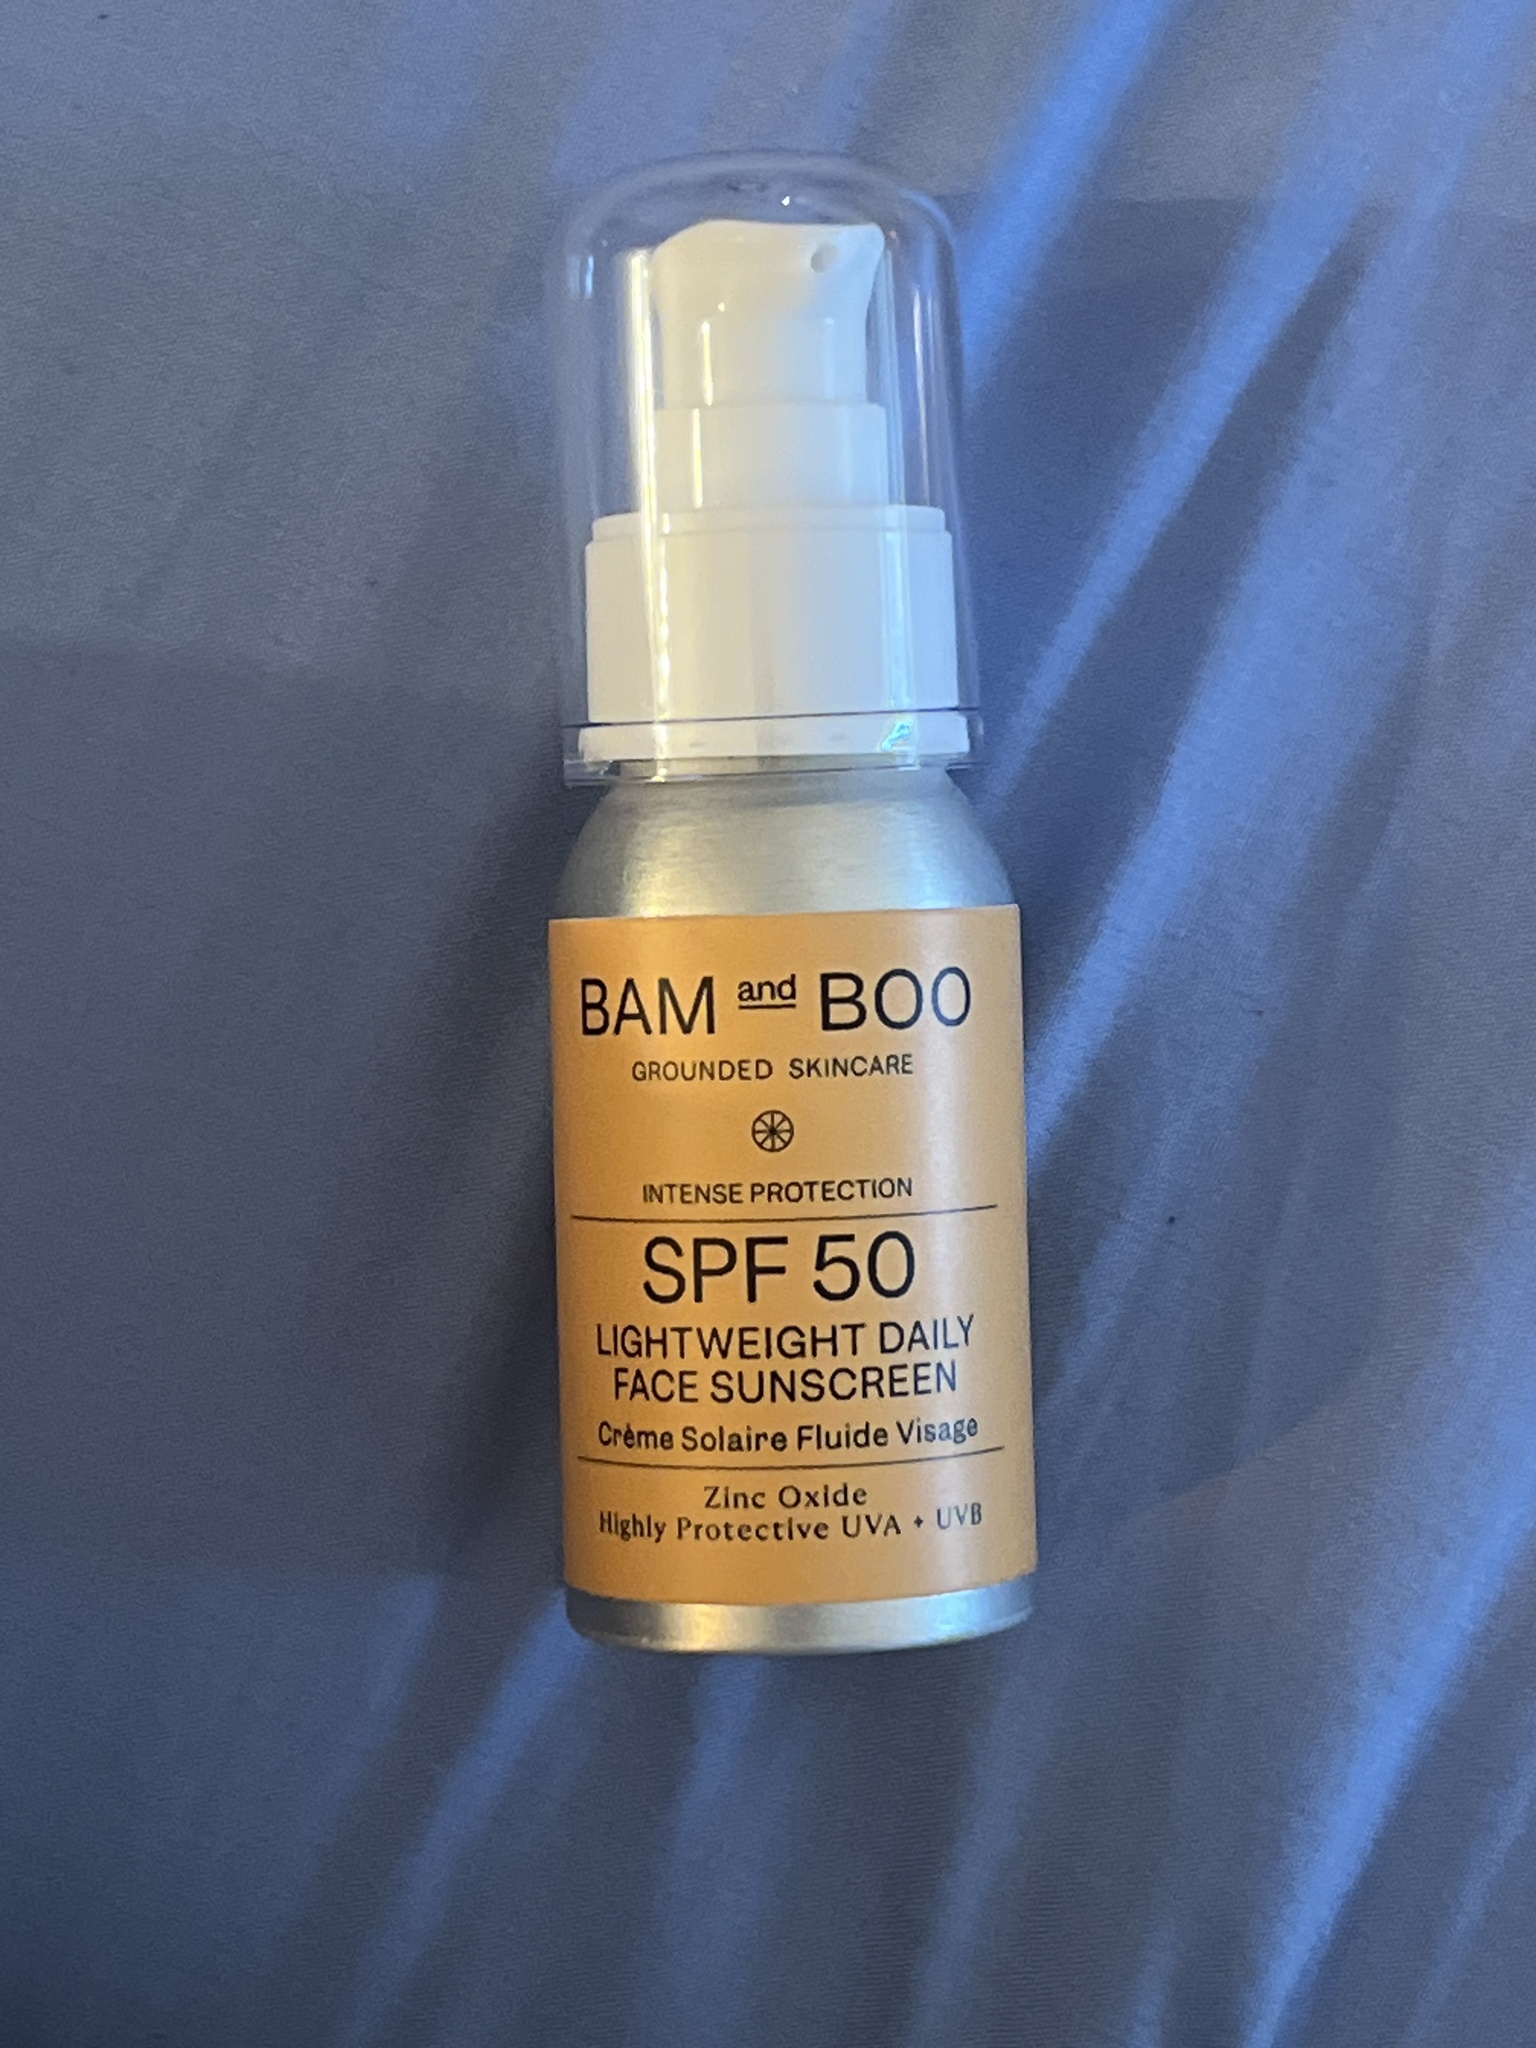 BAM and BOO
GROUNDED SKINCARE
INTENSE PROTECTION
SPF 50
LIGHTWEIGHT DAILY
FACE SUNSCREEN
Crème Solaire Fluide Visage
Zinc Oxide
Highly Protective UVA + UVB